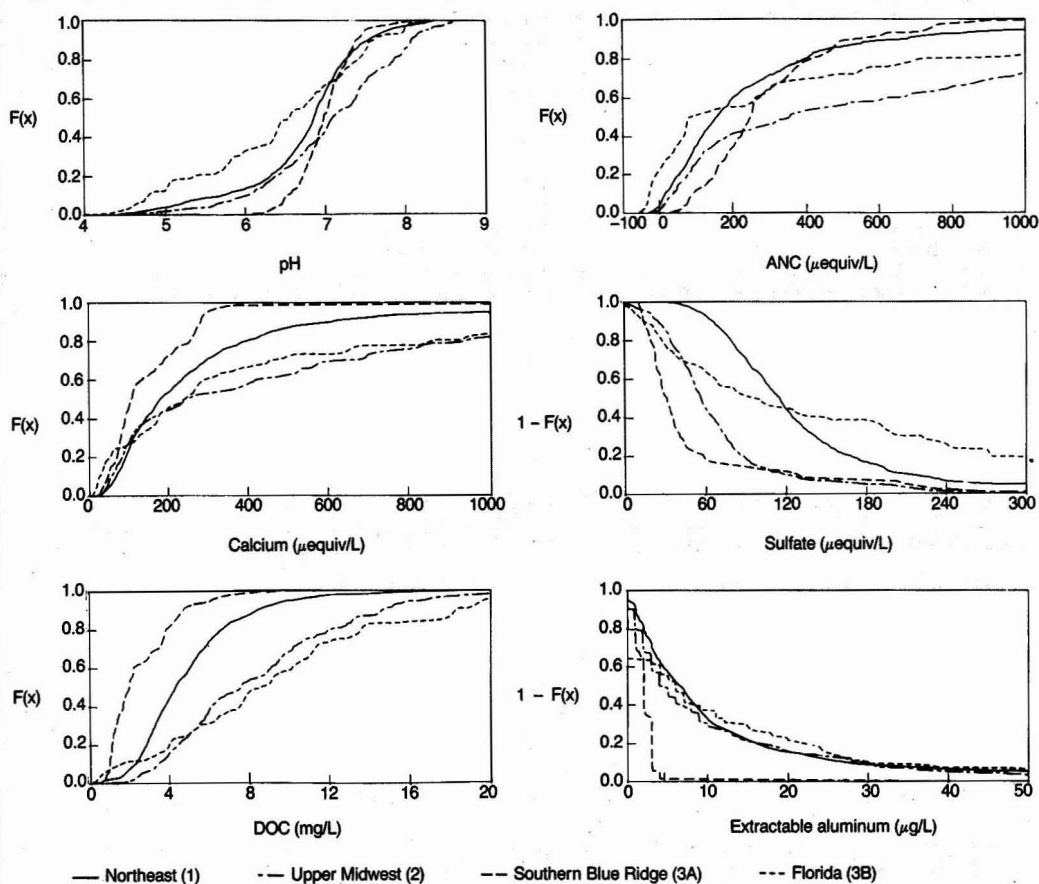 1.0 0.8 0.6 0.4 0.2 0.0
F(x)
4 5 6 7 8 9
pH
1.0 0.8 0.6 0.4 0.2 0.0
F(x)
−100 0 200 400 600 800 1000
ANC (μequiv/L)
1.0 0.8 0.6 0.4 0.2 0.0
F(x)
0 200 400 600 800 1000
Calcium (μequiv/L)
1.0 0.8 0.6 0.4 0.2 0.0
1 − F(x)
0 60 120 180 240 300
Sulfate (μequiv/L)
1.0 0.8 0.6 0.4 0.2 0.0
F(x)
0 4 8 12 16 20
DOC (mg/L)
1.0 0.8 0.6 0.4 0.2 0.0
1 − F(x)
0 10 20 30 40 50
Extractable aluminum (μg/L)
Northeast (1) Upper Midwest (2) Southern Blue Ridge (3A) Florida (3B)